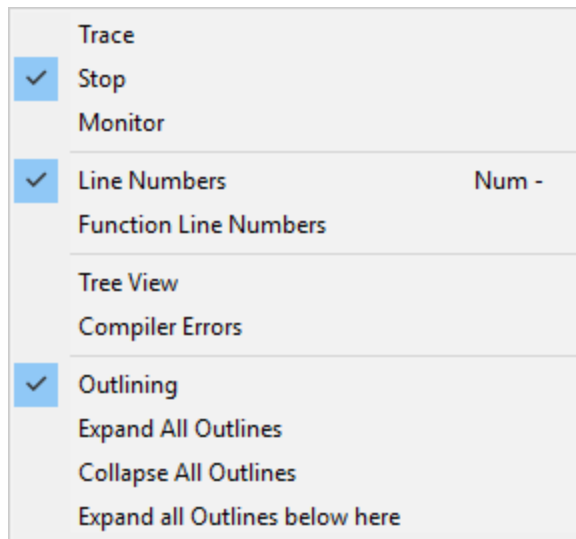 Trace
Stop
Monitor
Line Numbers Num -
Function Line Numbers
Tree View
Compiler Errors
Outlining
Expand All Outlines
Collapse All Outlines
Expand all Outlines below here